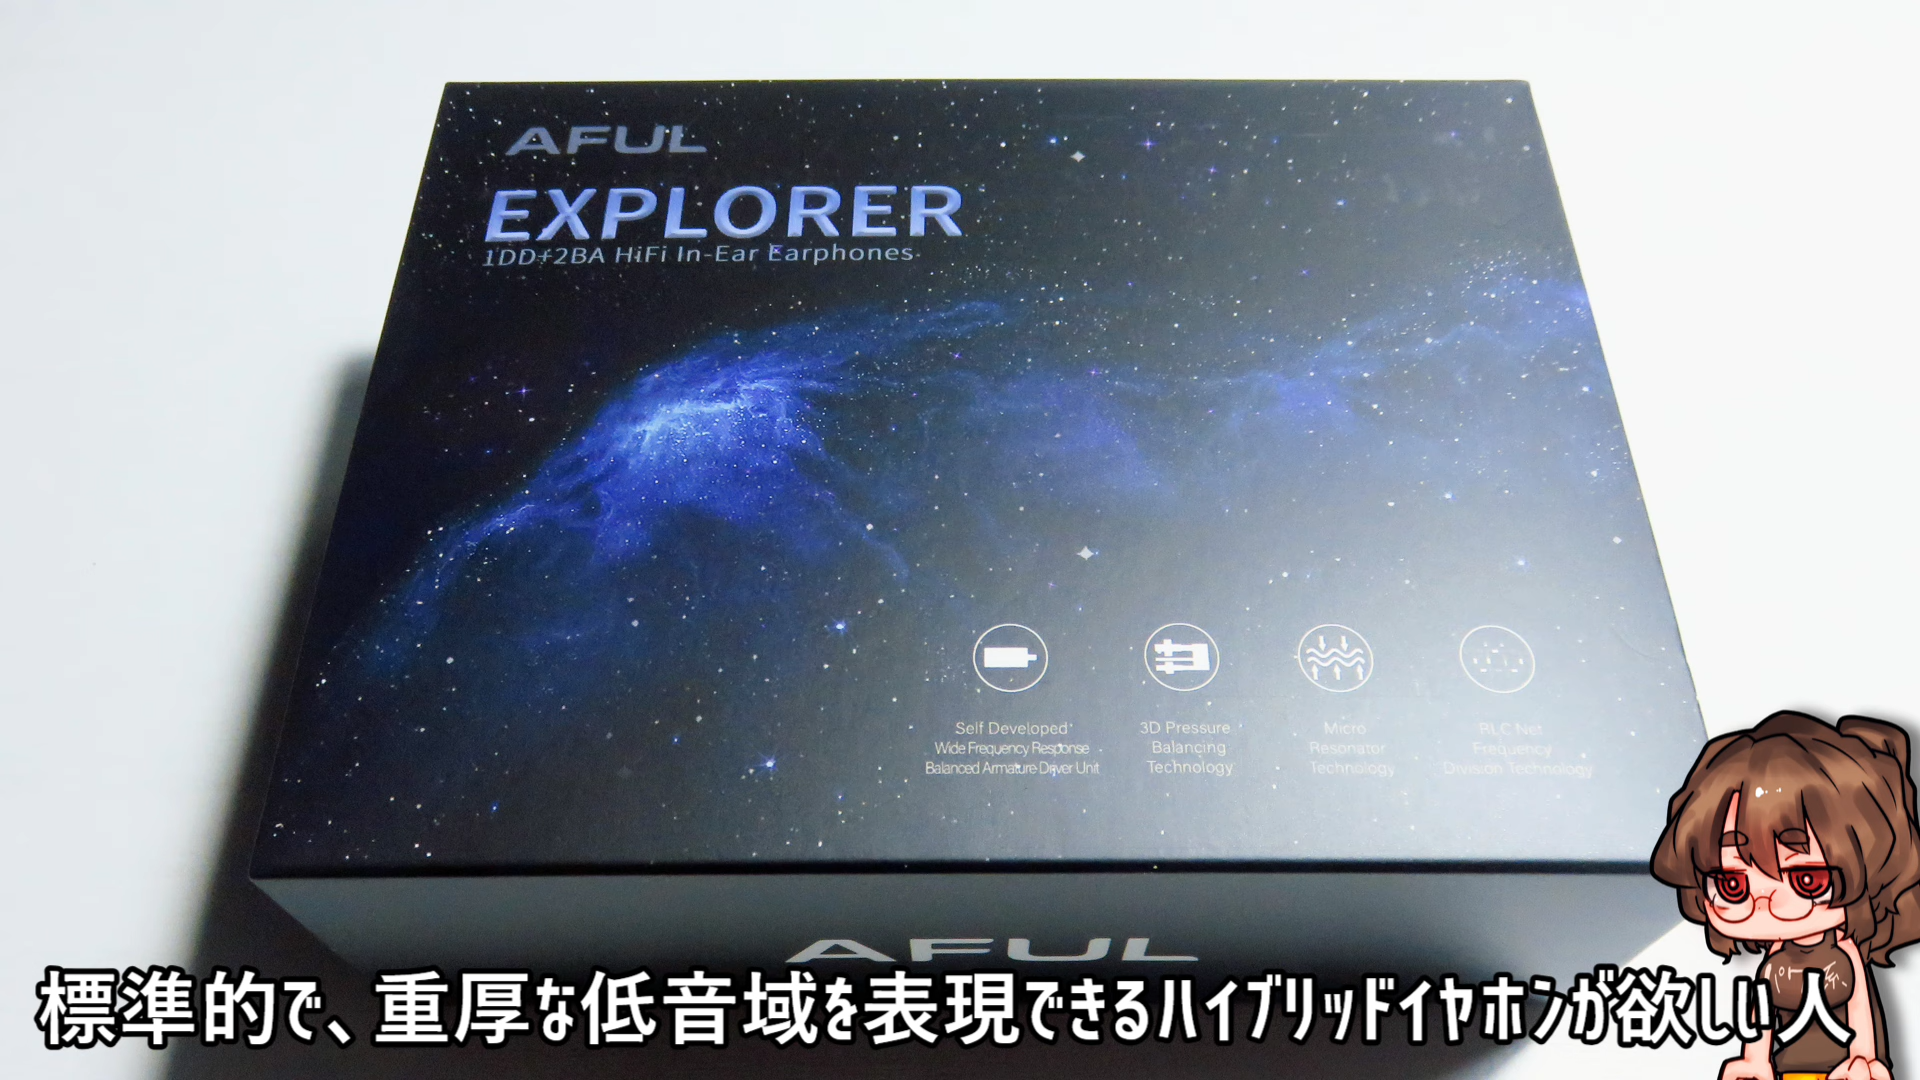 AFUL
EXPLORER
1DD+2BA HiFi In-Ear Earphones
Self Developed
Wide Frequency Response
Balanced Armature Driver Unit
3D Pressure
Balancing
Technology
Micro
Resonator
Technology
RLC Net
Frequency
Division Technology
AFUL
標準的で、重厚な低音域を表現できるハイブリッドイヤホンが欲しい人